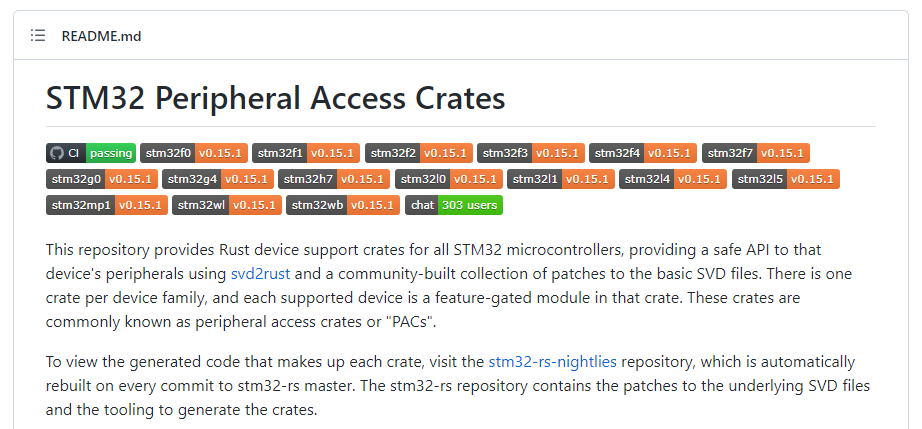 README.md
STM32 Peripheral Access Crates
CI passing stm32f0 v0.15.1 stm32f1 v0.15.1 stm32f2 v0.15.1 stm32f3 v0.15.1 stm32f4 v0.15.1 stm32f7 v0.15.1
stm32g0 v0.15.1 stm32g4 v0.15.1 stm32h7 v0.15.1 stm32l0 v0.15.1 stm32l1 v0.15.1 stm32l4 v0.15.1 stm32l5 v0.15.1
stm32mp1 v0.15.1 stm32wl v0.15.1 stm32wb v0.15.1 chat 303 users
This repository provides Rust device support crates for all STM32 microcontrollers, providing a safe API to that
device's peripherals using svd2rust and a community-built collection of patches to the basic SVD files. There is one
crate per device family, and each supported device is a feature-gated module in that crate. These crates are
commonly known as peripheral access crates or "PACs".
To view the generated code that makes up each crate, visit the stm32-rs-nightlies repository, which is automatically
rebuilt on every commit to stm32-rs master. The stm32-rs repository contains the patches to the underlying SVD files
and the tooling to generate the crates.